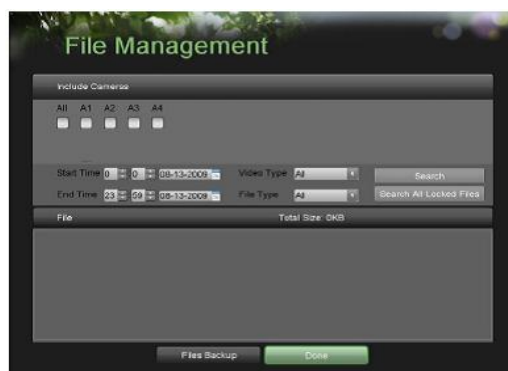 File Management
Include Cameras
All A1 A2 A3 A4
Start Time 0 0 08-13-2009 Video Type All Search
End Time 23 59 08-13-2009 File Type All Search All Locked Files
File Total Size: 0KB
Files Backup Done